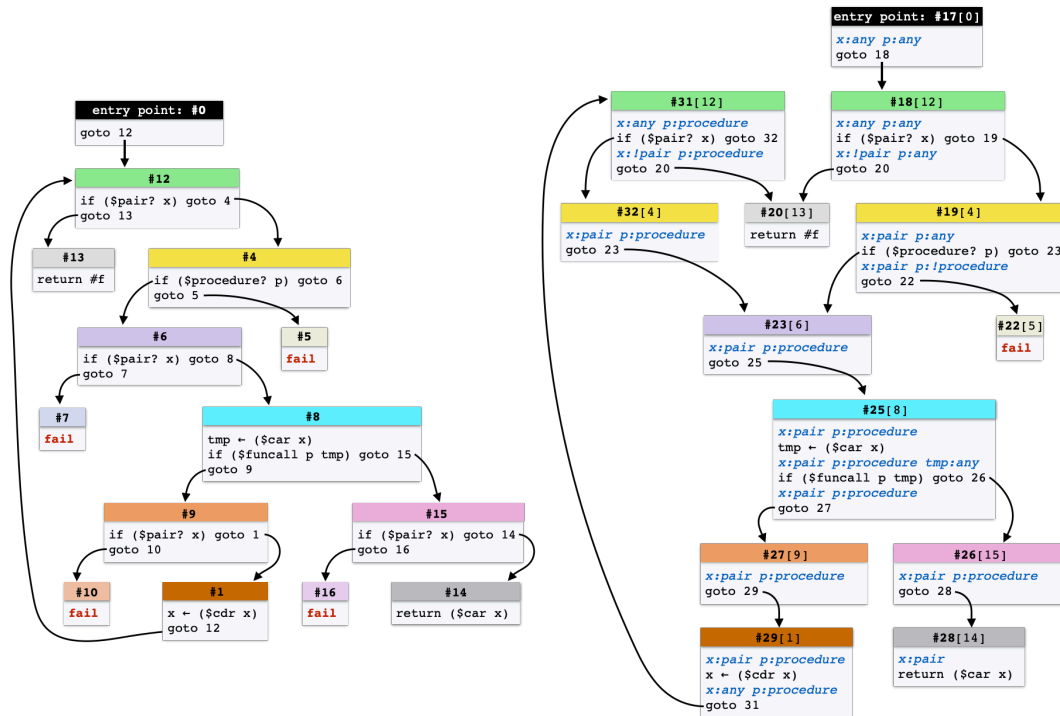 entry point: #0
goto 12
#12
if ($pair? x) goto 4
goto 13
#13
return #f
#4
if ($procedure? p) goto 6
goto 5
#6
if ($pair? x) goto 8
goto 7
#5
fail
#7
fail
#8
tmp ← ($car x)
if ($funcall p tmp) goto 15
goto 9
#9
if ($pair? x) goto 1
goto 10
#15
if ($pair? x) goto 14
goto 16
#10
fail
#1
x ← ($cdr x)
goto 12
#16
fail
#14
return ($car x)
entry point: #17[0]
x:any p:any
goto 18
#31[12]
x:any p:procedure
if ($pair? x) goto 32
x:!pair p:procedure
goto 20
#18[12]
x:any p:any
if ($pair? x) goto 19
x:!pair p:any
goto 20
#32[4]
x:pair p:procedure
goto 23
#20[13]
return #f
#19[4]
x:pair p:any
if ($procedure? p) goto 23
x:pair p:!procedure
goto 22
#23[6]
x:pair p:procedure
goto 25
#22[5]
fail
#25[8]
x:pair p:procedure
tmp ← ($car x)
x:pair p:procedure tmp:any
if ($funcall p tmp) goto 26
x:pair p:procedure
goto 27
#27[9]
x:pair p:procedure
goto 29
#26[15]
x:pair p:procedure
goto 28
#29[1]
x:pair p:procedure
x ← ($cdr x)
x:any p:procedure
goto 31
#28[14]
x:pair
return ($car x)